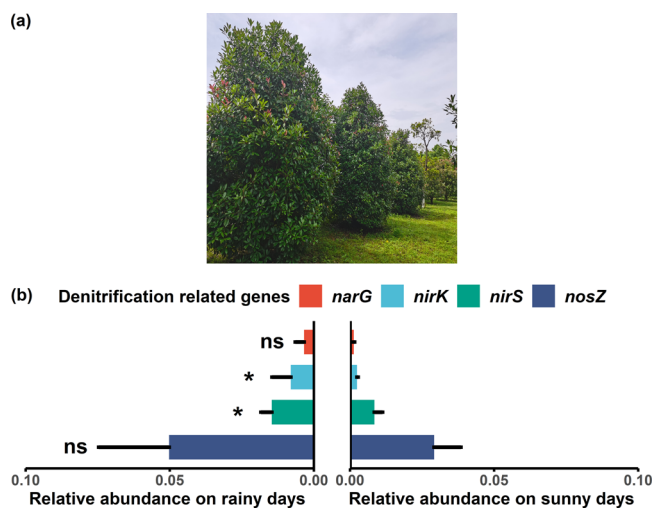 (a)
(b) Denitrification related genes narG nirK nirS nosZ
ns
*
*
ns
0.10 0.05 0.00 0.00 0.05 0.10
Relative abundance on rainy days Relative abundance on sunny days